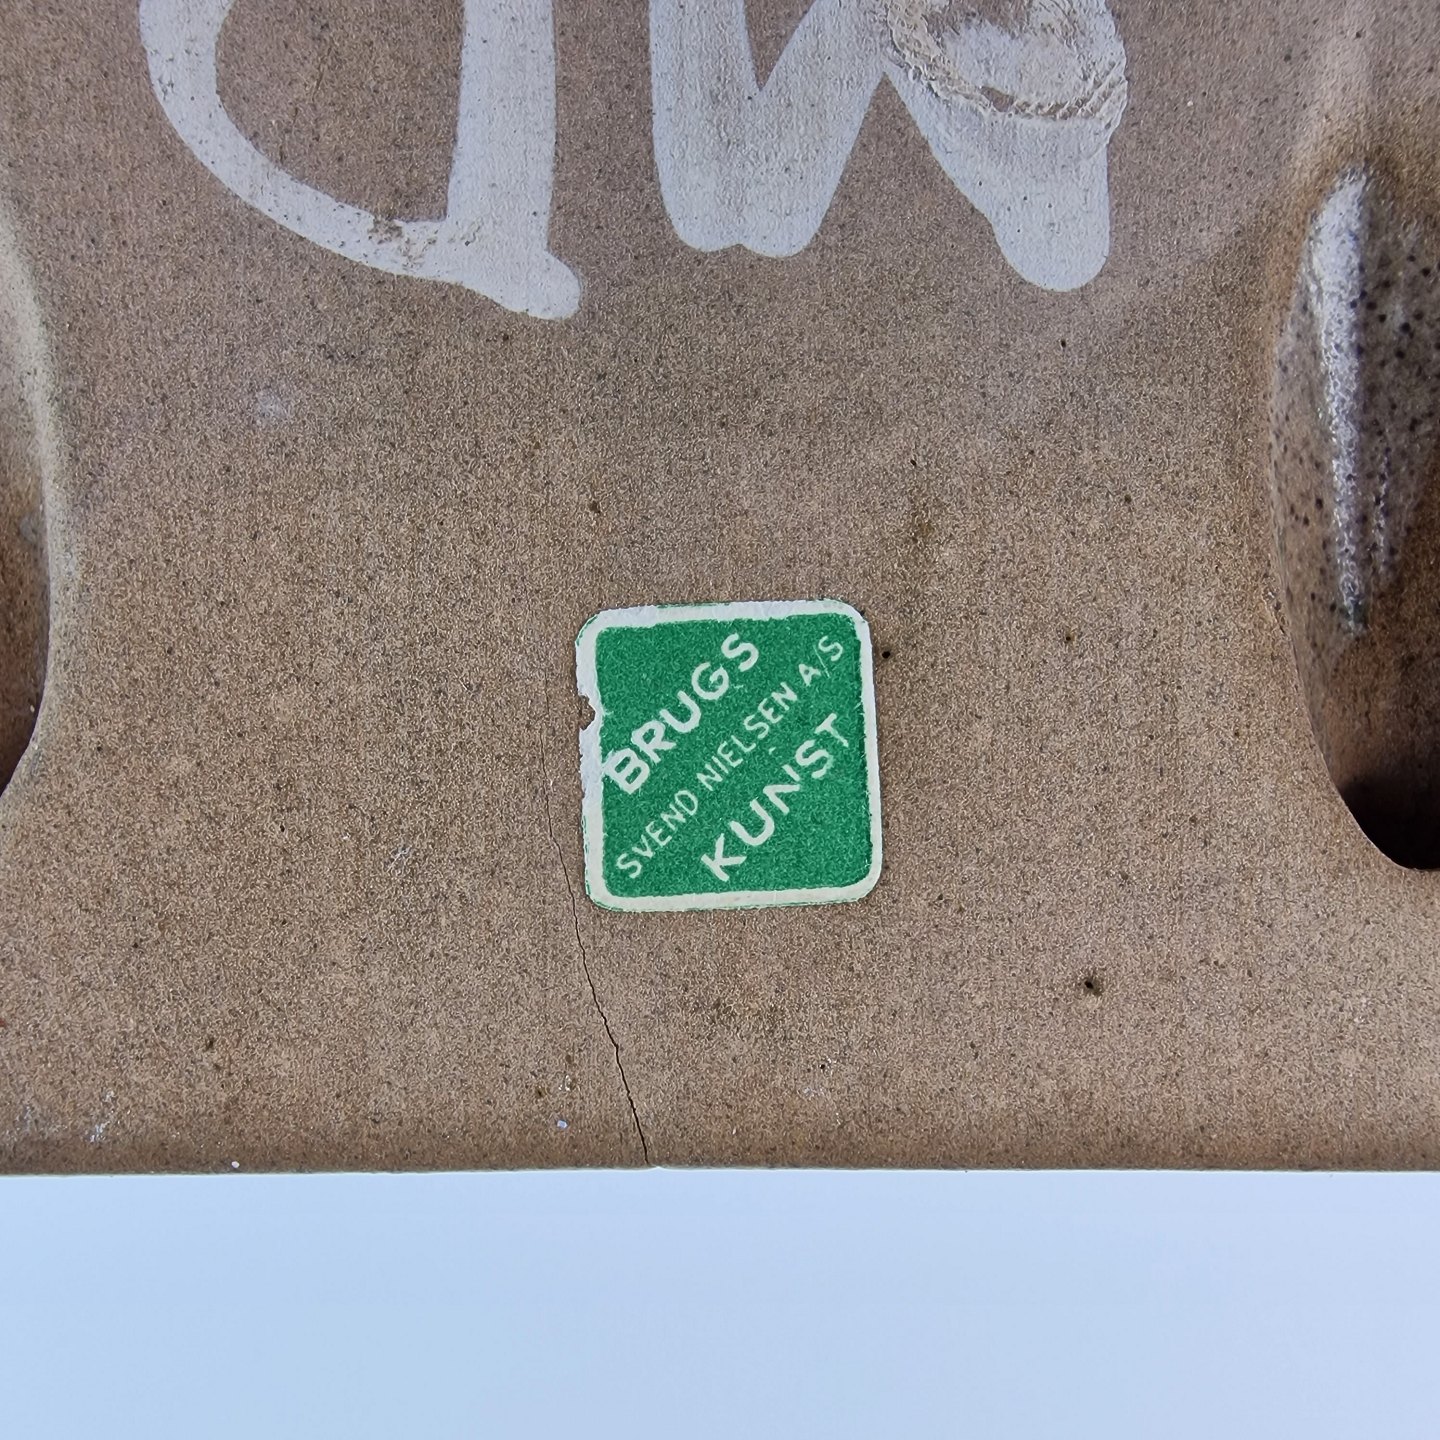 BRUGS
SVEND NIELSEN A/S
KUNST